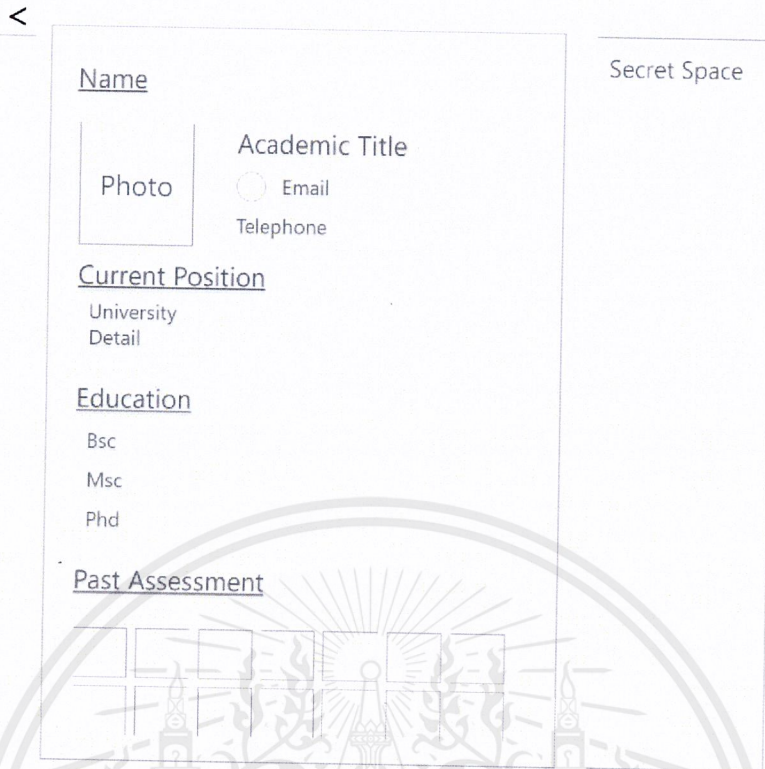 <
Name
Secret Space
Photo
Academic Title
Email
Telephone
Current Position
University
Detail
Education
Bsc
Msc
Phd
Past Assessment